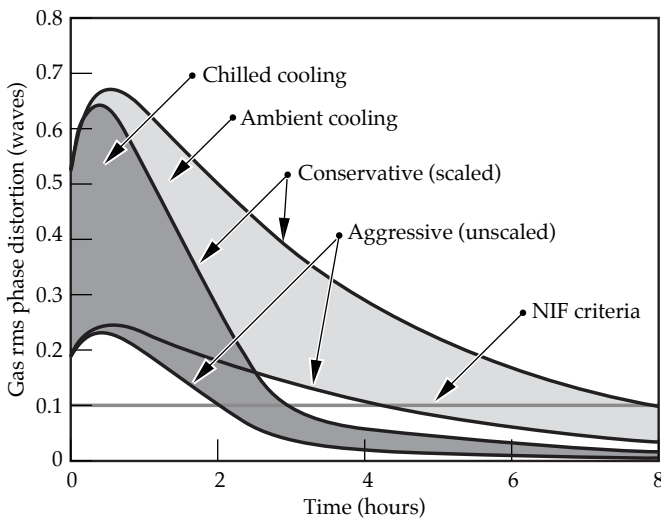 0.8
0.7
0.6
0.5
0.4
0.3
0.2
0.1
0
Gas rms phase distortion (waves)
Chilled cooling
Ambient cooling
Conservative (scaled)
Aggressive (unscaled)
NIF criteria
0 2 4 6 8
Time (hours)